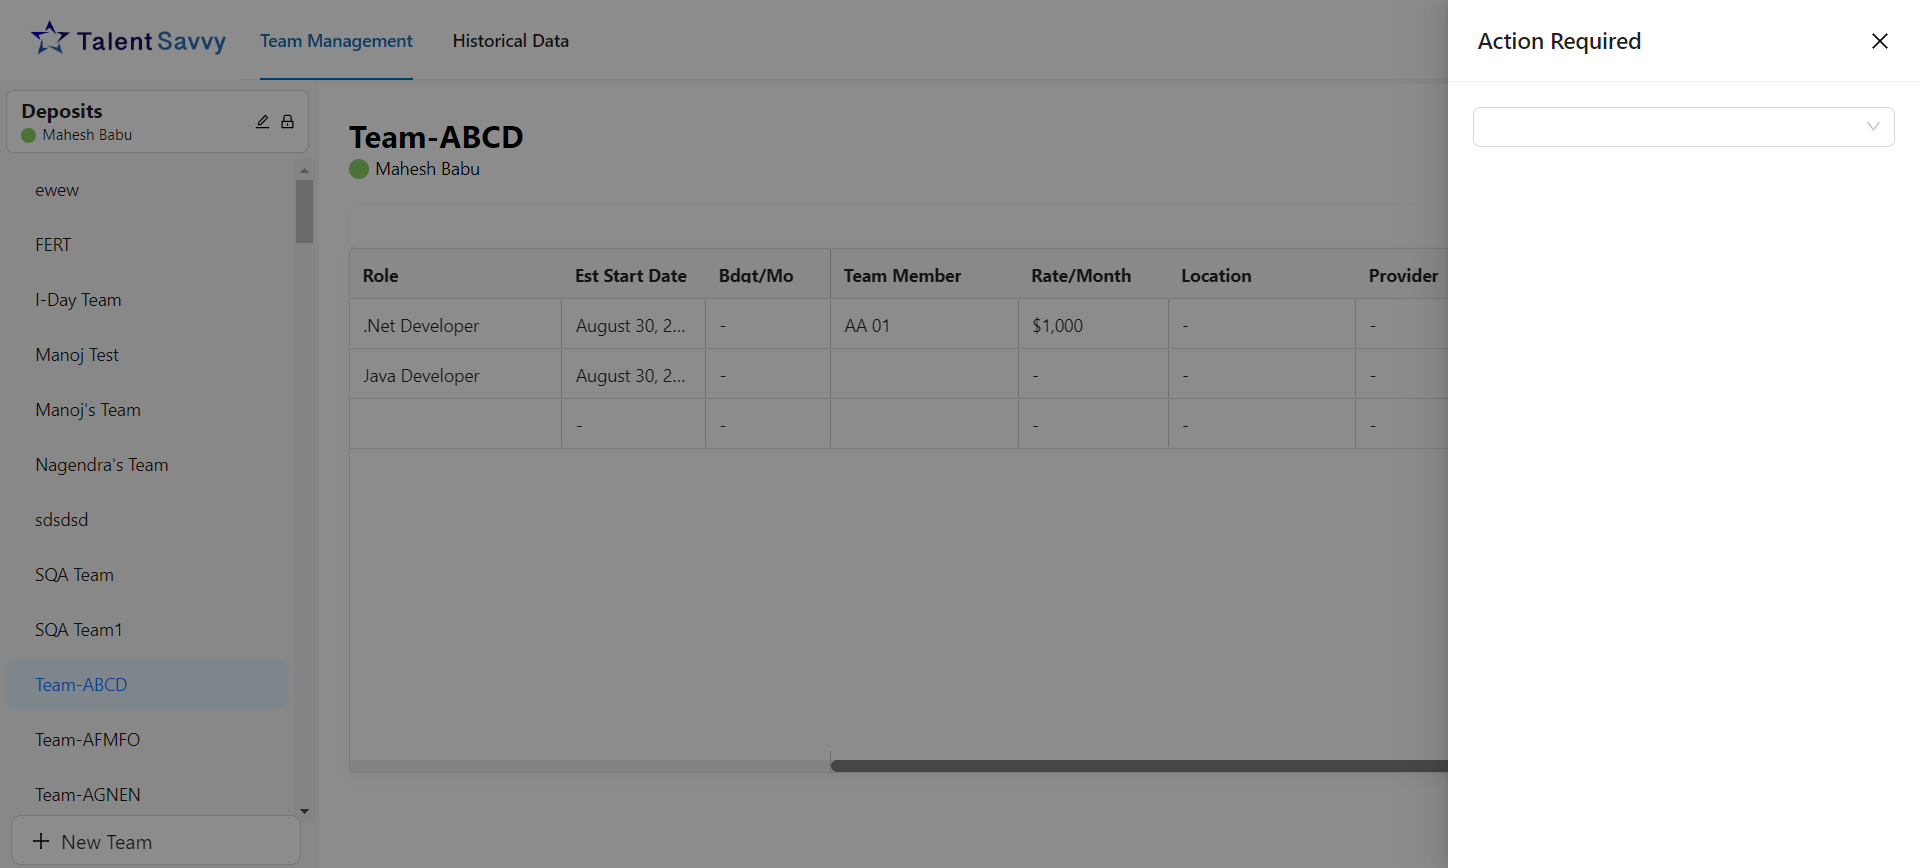 Talent Savvy
Team Management
Historical Data
Action Required
Deposits
Mahesh Babu
ewew
FERT
I-Day Team
Manoj Test
Manoj's Team
Nagendra's Team
sdsdsd
SQA Team
SQA Team1
Team-ABCD
Team-AFMFO
Team-AGNEN
New Team
Team-ABCD
Mahesh Babu
Role Est Start Date Bdgt/Mo Team Member Rate/Month Location Provider
.Net Developer August 30, 2... - AA 01 $1,000 - -
Java Developer August 30, 2... - - - -
- - - - -